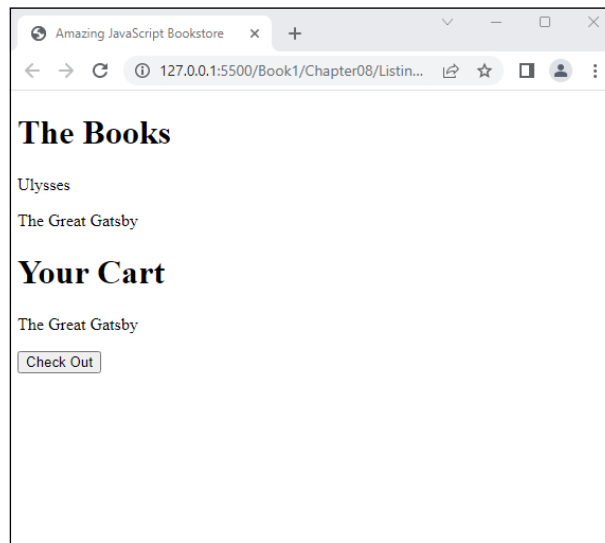 Amazing JavaScript Bookstore
127.0.0.1:5500/Book1/Chapter08/Listin...
The Books
Ulysses
The Great Gatsby
Your Cart
The Great Gatsby
Check Out